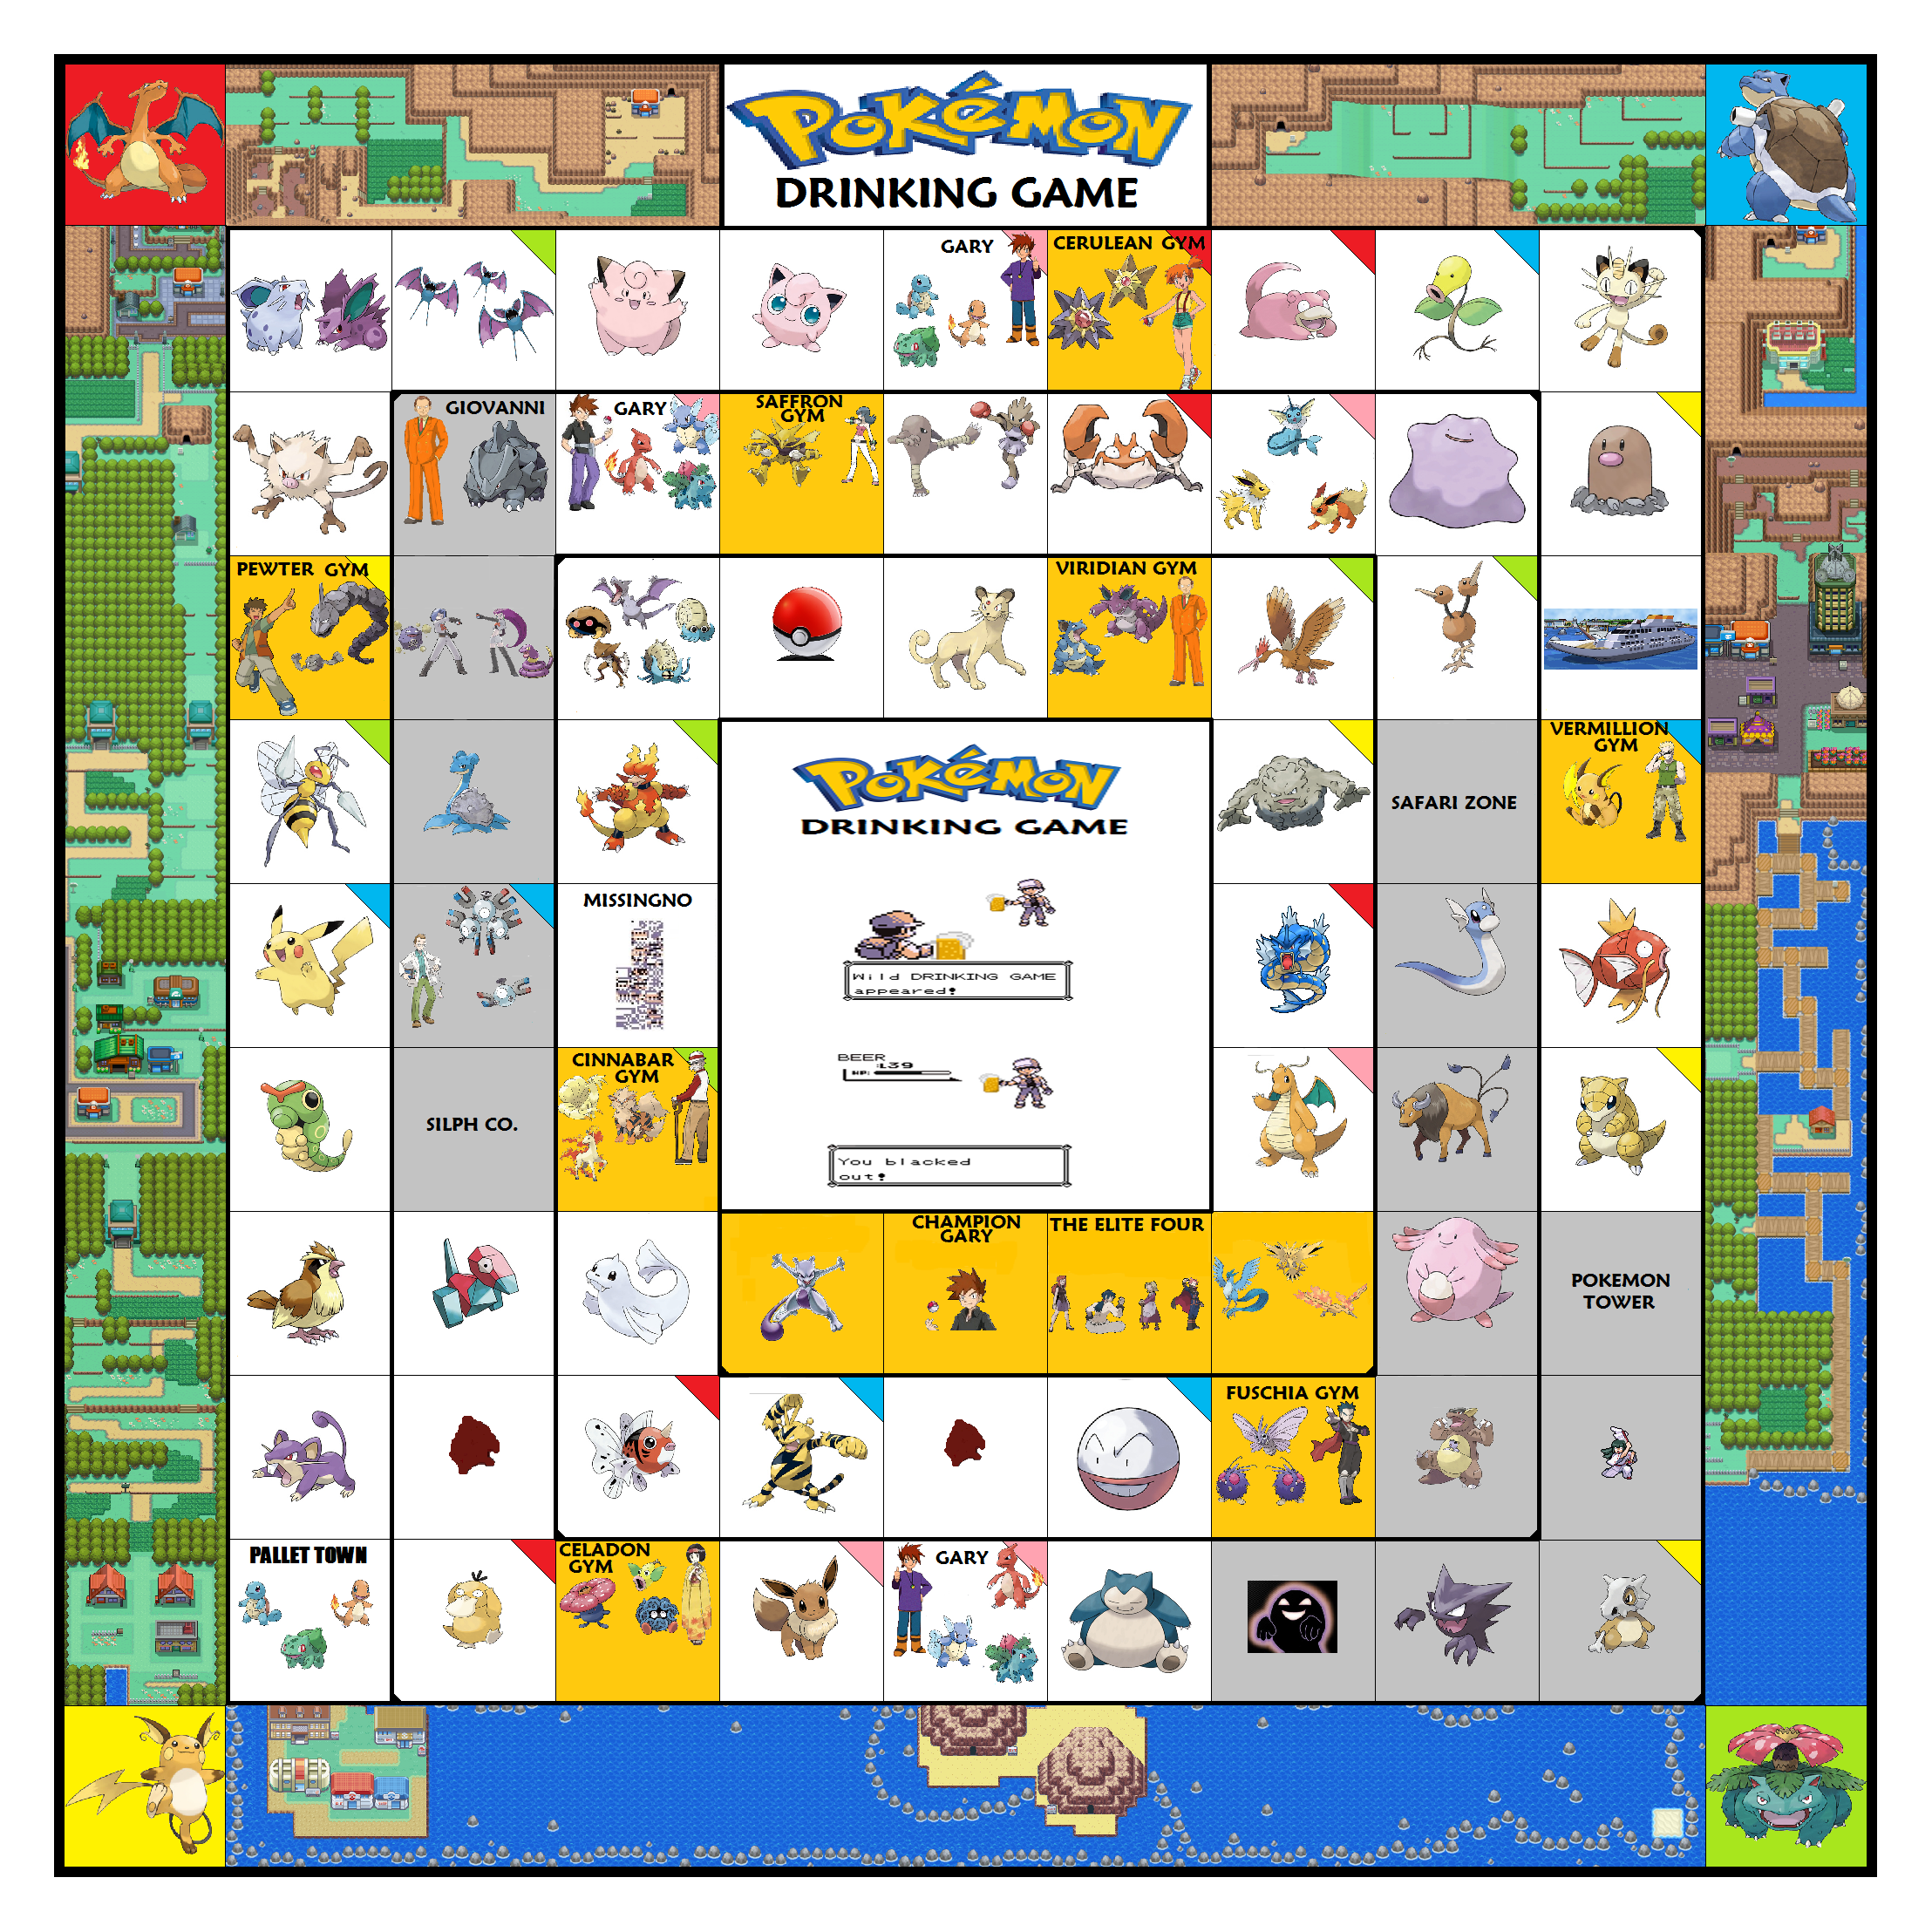 POKéMON
DRINKING GAME
GARY
CERULEAN GYM
GIOVANNI
GARY
SAFFRON
GYM
PEWTER GYM
VIRIDIAN GYM
POKéMON
DRINKING GAME
SAFARI ZONE
VERMILLION
GYM
MISSINGNO
Wild DRINKING GAME
appeared!
CINNABAR
GYM
SILPH CO.
BEER
:L39
HP:
You blacked
out!
CHAMPION
GARY
THE ELITE FOUR
POKEMON
TOWER
FUSCHIA GYM
PALLET TOWN
CELADON
GYM
GARY